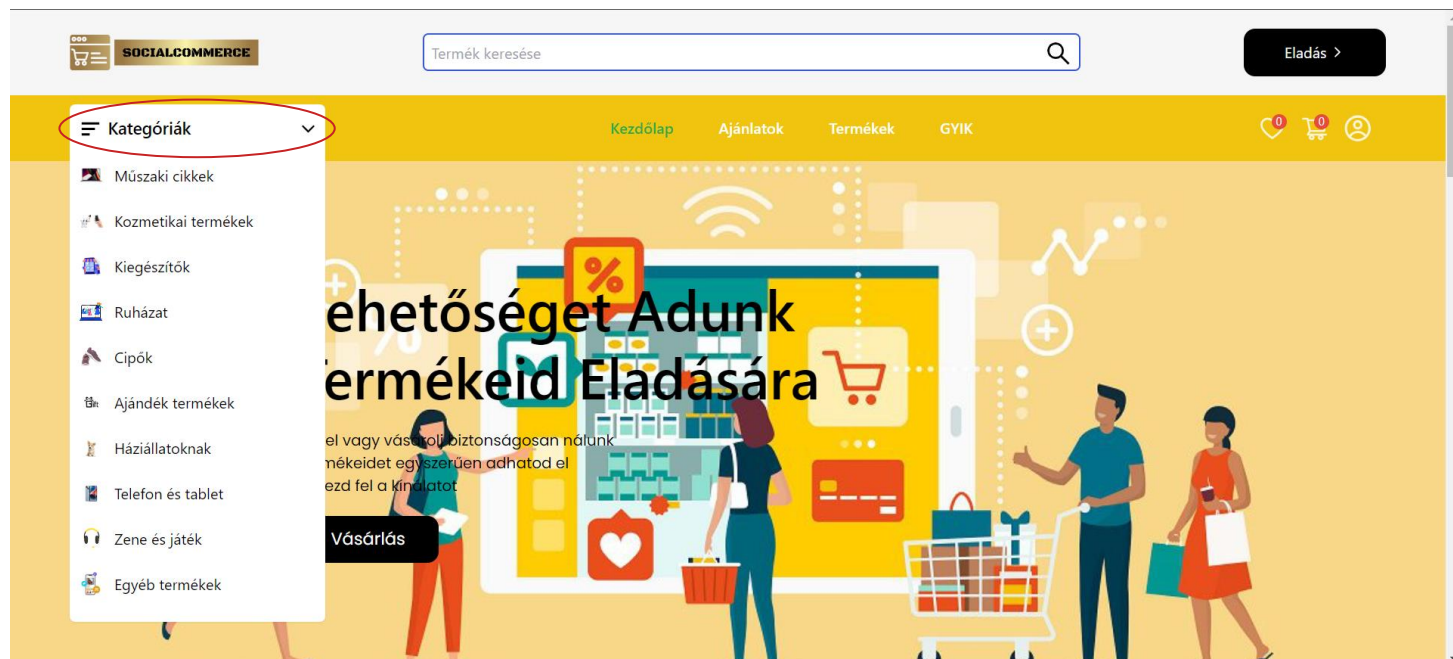 SOCIALCOMMERCE
Termék keresése
Eladás
Kategóriák
Kezdőlap
Ajánlatok
Termékek
GYIK
0
0
Műszaki cikkek
Kozmetikai termékek
Kiegészítők
Ruházat
Cipők
Ajándék termékek
Háziállatoknak
Telefon és tablet
Zene és játék
Egyéb termékek
%
ehetőséget Adunk
ermékeid Eladására
el vagy vásárolj biztonságosan nálunk
mékeidet egyszerűen adhatod el
ezd fel a kínálatot
Vásárlás